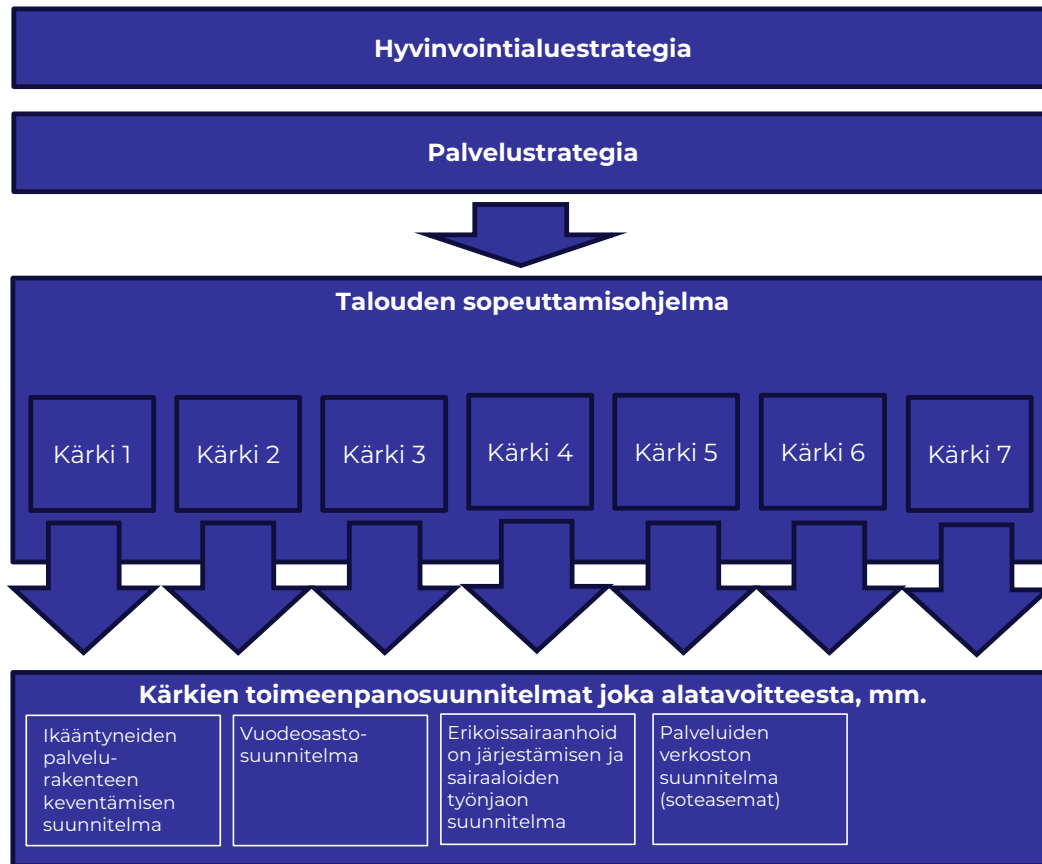 Hyvinvointialuestrategia
Palvelustrategia
Talouden sopeuttamisohjelma
Kärki 1
Kärki 2
Kärki 3
Kärki 4
Kärki 5
Kärki 6
Kärki 7
Kärkien toimeenpanosuunnitelmat joka alatavoitteesta, mm.
Ikääntyneiden
palvelu-
rakenteen
keventämisen
suunnitelma
Vuodeosasto-
suunnitelma
Erikoissairaanhoid
on järjestämisen ja
sairaaloiden
työnjaon
suunnitelma
Palveluiden
verkoston
suunnitelma
(soteasemat)